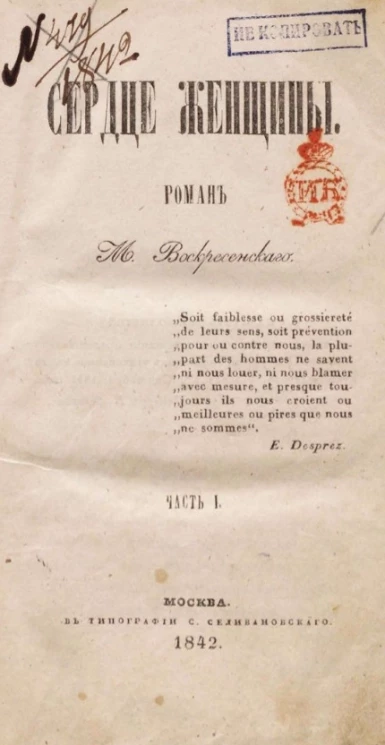 1842
НЕ КОПИРОВАТЬ
СЕРДЦЕ ЖЕНЩИНЫ.
РОМАНЪ
М. Воскресенскаго.
„Soit faiblesse ou grossiereté
„de leurs sens, soit prévention
„pour ou contre nous, la plu-
„part des hommes ne savent
„ni nous louer, ni nous blamer
„avec mesure, et presque tou-
„jours ils nous croient ou
„meilleures ou pires que nous
„ne sommes“.
E. Desprez.
ЧАСТЬ I.
МОСКВА.
ВЪ ТИПОГРАФІИ С. СЕЛИВАНОВСКАГО.
1842.